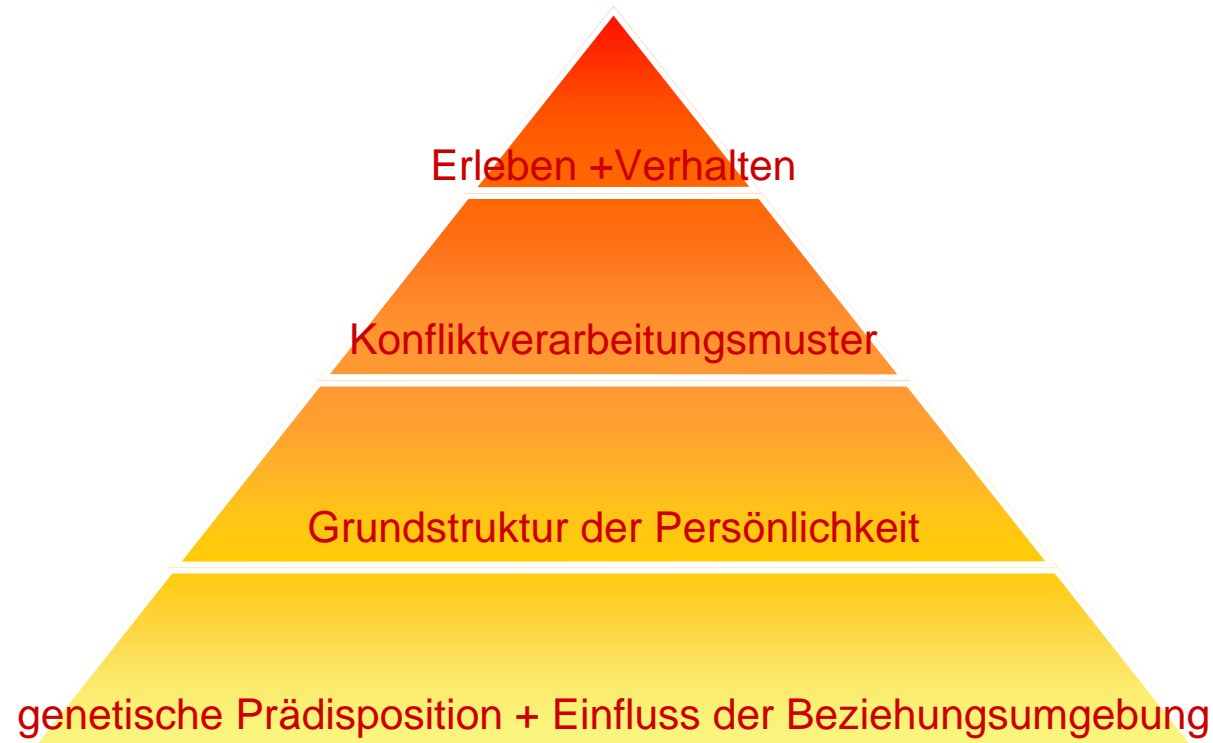 Erleben +Verhalten
Konfliktverarbeitungsmuster
Grundstruktur der Persönlichkeit
genetische Prädisposition + Einfluss der Beziehungsumgebung